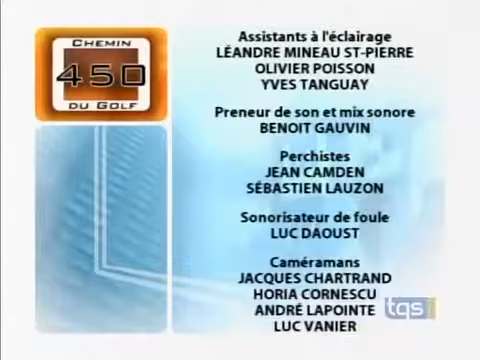 CHEMIN
450
DU GOLF
Assistants à l'éclairage
LÉANDRE MINEAU ST-PIERRE
OLIVIER POISSON
YVES TANGUAY
Preneur de son et mix sonore
BENOIT GAUVIN
Perchistes
JEAN CAMDEN
SÉBASTIEN LAUZON
Sonorisateur de foule
LUC DAOUST
Caméramans
JACQUES CHARTRAND
HORIA CORNESCU
ANDRÉ LAPOINTE
LUC VANIER
tqs